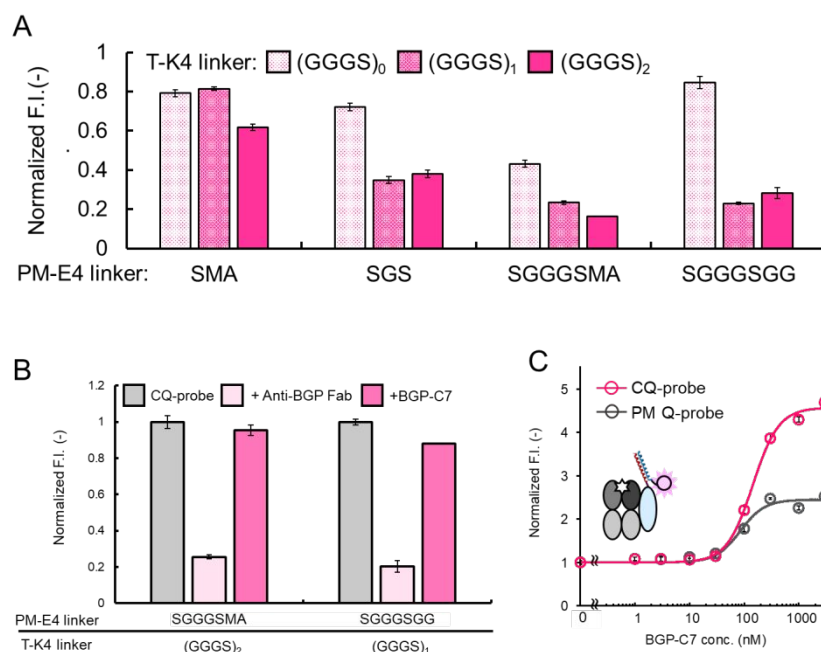 A
T-K4 linker: (GGGS)0 (GGGS)1 (GGGS)2
Normalized F.I.(-)
1
0.8
0.6
0.4
0.2
0
PM-E4 linker: SMA SGS SGGGSMA SGGGSGG
B
CQ-probe + Anti-BGP Fab +BGP-C7
Normalized F.I. (-)
1.2
1
0.8
0.6
0.4
0.2
0
PM-E4 linker SGGGSMA SGGGSGG
T-K4 linker (GGGS)2 (GGGS)1
C
CQ-probe
PM Q-probe
Normalized F.I. (-)
5
4
3
2
1
0
0 1 10 100 1000
BGP-C7 conc. (nM)